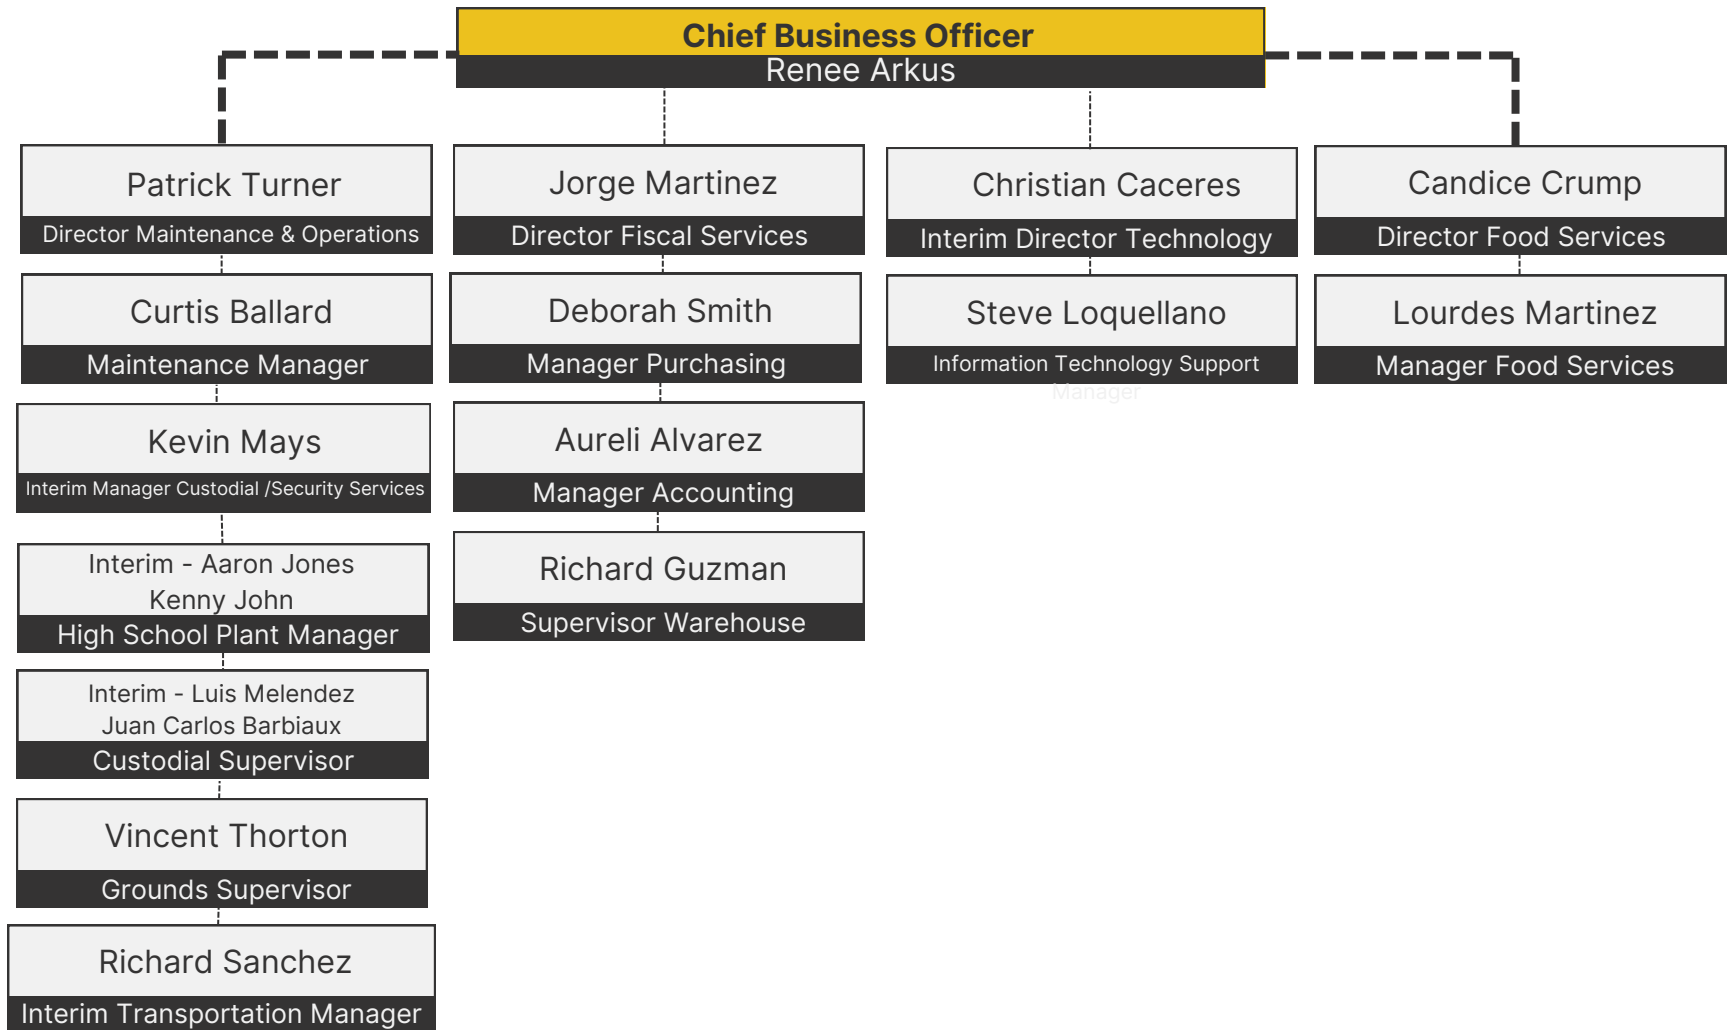 Chief Business Officer
Renee Arkus
Patrick Turner
Director Maintenance & Operations
Curtis Ballard
Maintenance Manager
Kevin Mays
Interim Manager Custodial /Security Services
Interim - Aaron Jones
Kenny John
High School Plant Manager
Interim - Luis Melendez
Juan Carlos Barbiaux
Custodial Supervisor
Vincent Thorton
Grounds Supervisor
Richard Sanchez
Interim Transportation Manager
Jorge Martinez
Director Fiscal Services
Deborah Smith
Manager Purchasing
Aureli Alvarez
Manager Accounting
Richard Guzman
Supervisor Warehouse
Christian Caceres
Interim Director Technology
Steve Loquellano
Information Technology Support
Manager
Candice Crump
Director Food Services
Lourdes Martinez
Manager Food Services